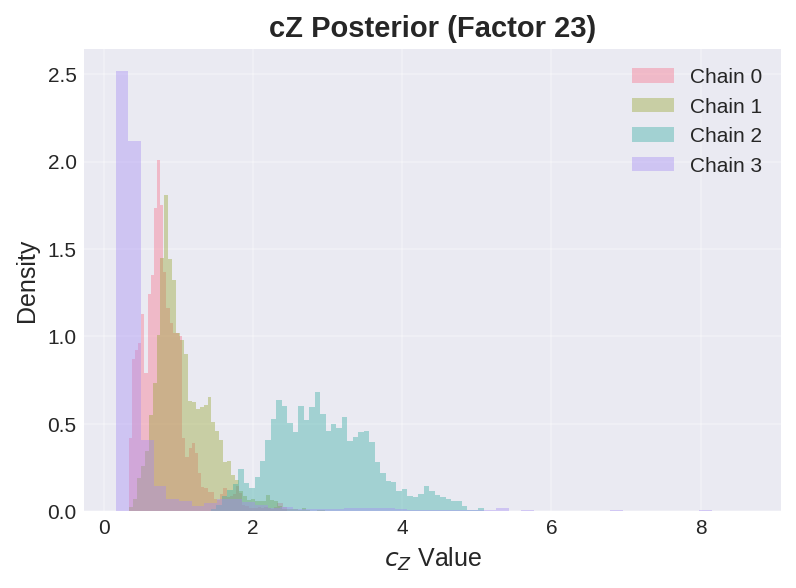 cZ Posterior (Factor 23)
2.5
2.0
1.5
1.0
0.5
0.0
Density
Chain 0
Chain 1
Chain 2
Chain 3
0 2 4 6 8
c_Z Value